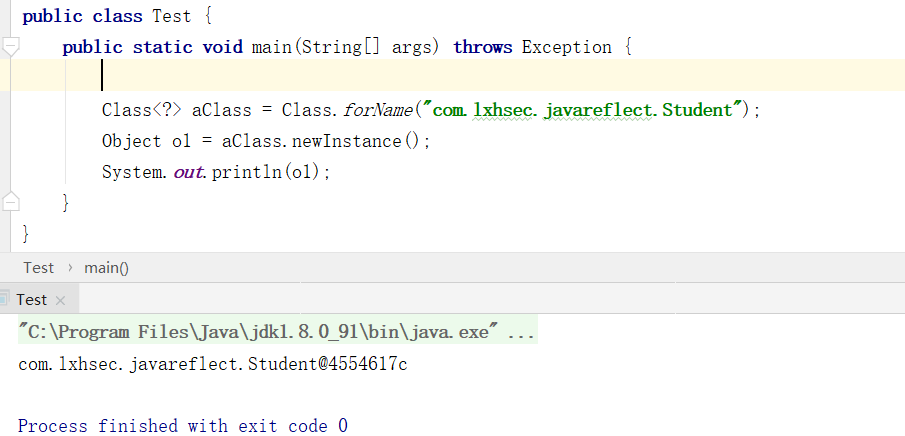 public class Test {
public static void main(String[] args) throws Exception {
Class<?> aClass = Class.forName("com.lxhsec.javareflect.Student");
Object o1 = aClass.newInstance();
System.out.println(o1);
}
}
Test › main()
Test ×
"C:\Program Files\Java\jdk1.8.0_91\bin\java.exe" ...
com.lxhsec.javareflect.Student@4554617c
Process finished with exit code 0